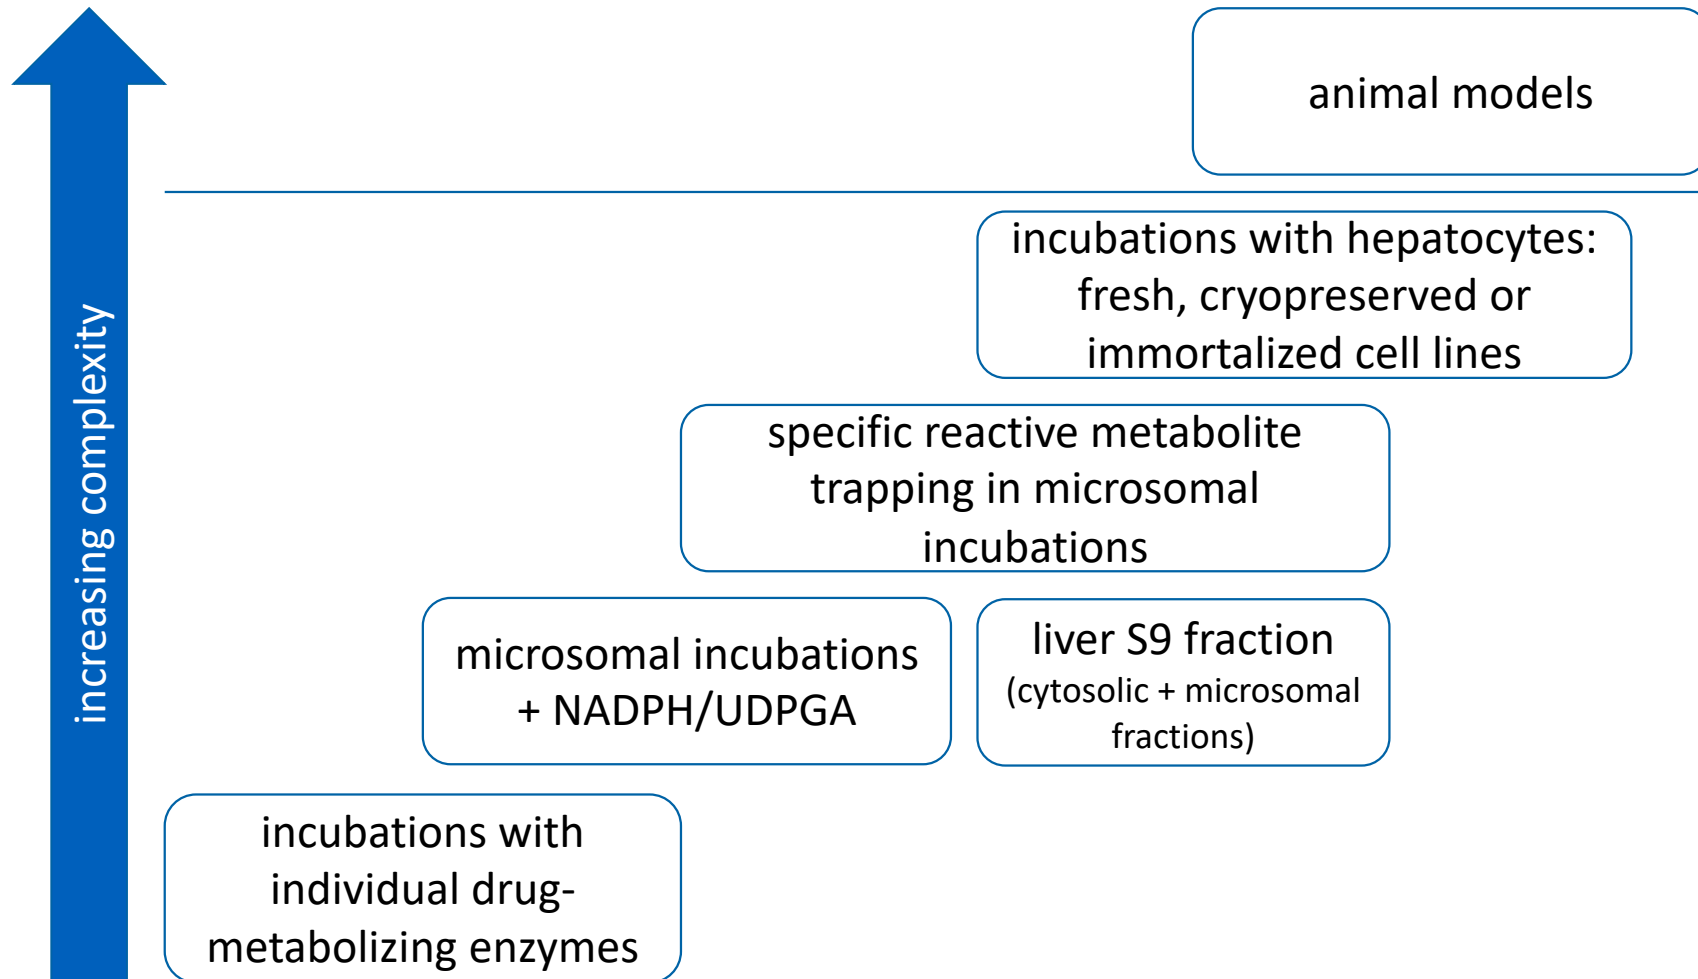 animal models
incubations with hepatocytes:
fresh, cryopreserved or
immortalized cell lines
specific reactive metabolite
trapping in microsomal
incubations
microsomal incubations
+ NADPH/UDPGA
liver S9 fraction
(cytosolic + microsomal
fractions)
incubations with
individual drug-
metabolizing enzymes
increasing complexity